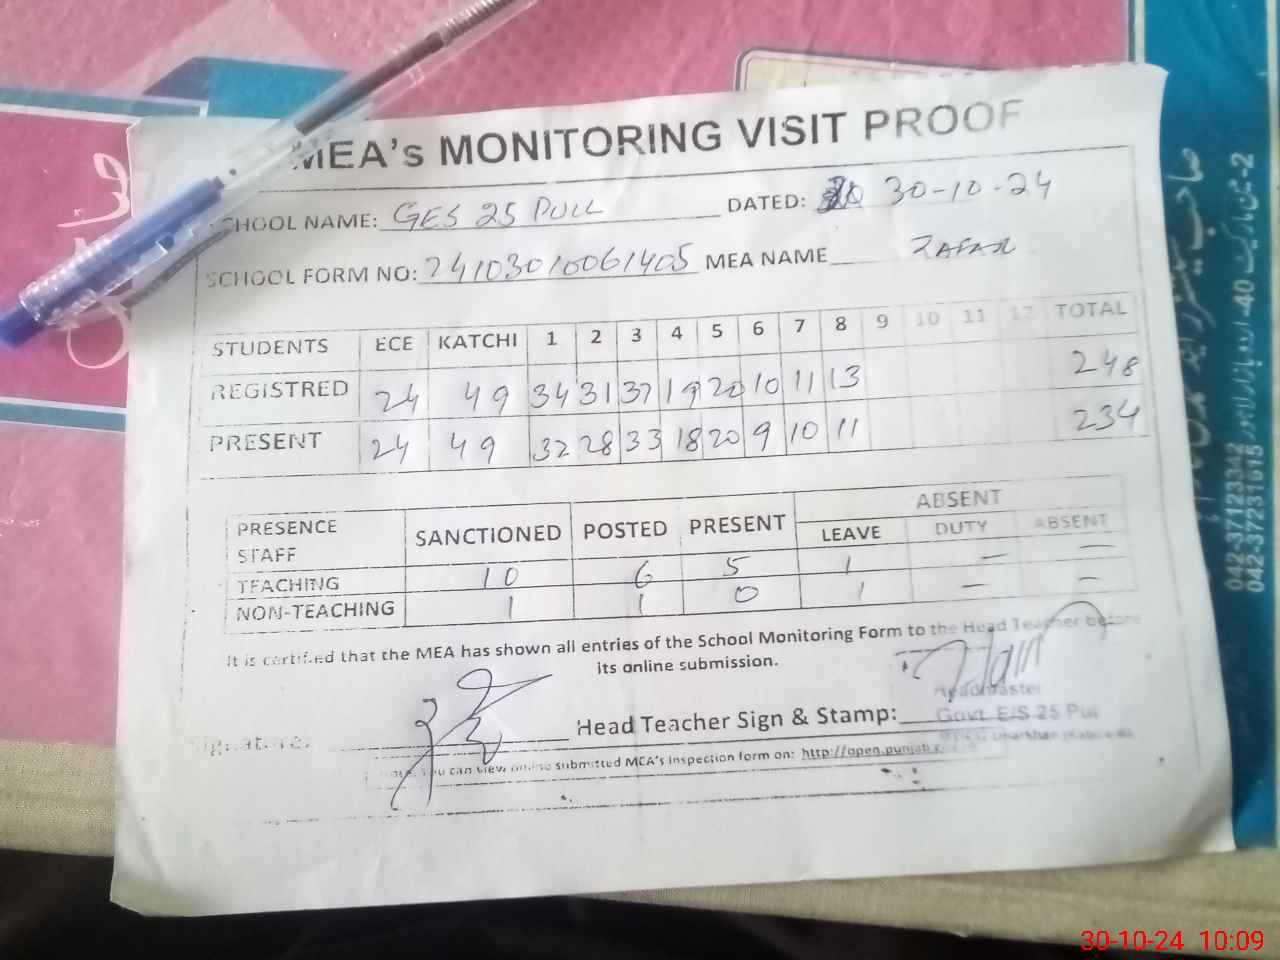 MEA's MONITORING VISIT PROOF
SCHOOL NAME: GES 25 PULL DATED: 30-10-24
SCHOOL FORM NO: 24103010061405 MEA NAME ZAFAR
STUDENTS ECE KATCHI 1 2 3 4 5 6 7 8 9 10 11 12 TOTAL
REGISTRED 24 49 34 31 37 19 20 10 11 13 248
PRESENT 24 49 32 28 33 18 20 9 10 11 234
PRESENCE STAFF SANCTIONED POSTED PRESENT ABSENT
LEAVE DUTY ABSENT
TEACHING 10 6 5 1 — —
NON-TEACHING 1 1 0 1 — —
It is certified that the MEA has shown all entries of the School Monitoring Form to the Head Teacher before
its online submission.
Signature: Head Teacher Sign & Stamp:
Headmaster
Govt. E/S 25 Pul
you can view online submitted MCA's inspection form on: http://open.punjab
042-37123342
042-37231615
30-10-24 10:09